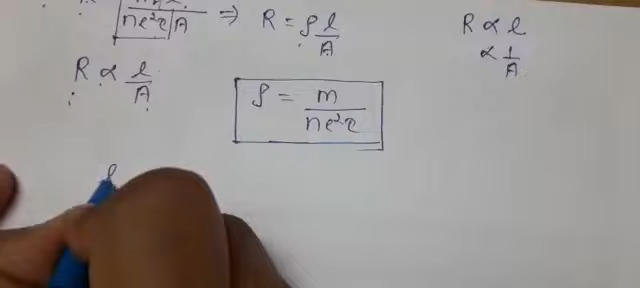 ne²τ A ⇒ R = ρ l/A
R ∝ l
∝ 1/A
R ∝ l/A
ρ = m/ne²τ